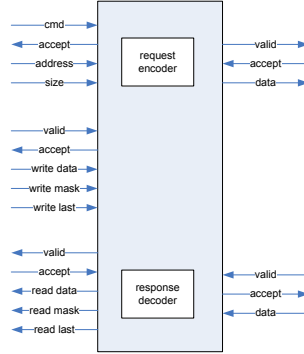 cmd
accept
address
size
request
encoder
valid
accept
data
valid
accept
write data
write mask
write last
valid
accept
read data
read mask
read last
response
decoder
valid
accept
data